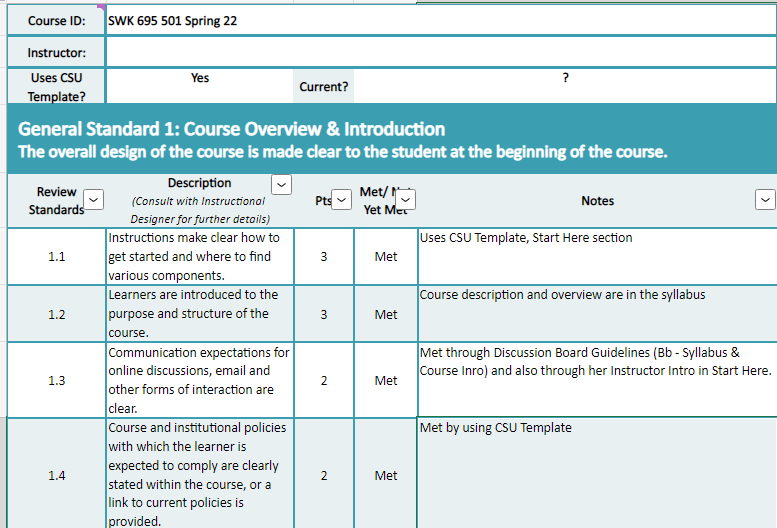 Course ID: SWK 695 501 Spring 22
Instructor:
Uses CSU
Template?
Yes
Current?
?
General Standard 1: Course Overview & Introduction
The overall design of the course is made clear to the student at the beginning of the course.
Review
Standards
Description
(Consult with Instructional
Designer for further details)
Pts
Met/
Yet Met
Notes
1.1
Instructions make clear how to
get started and where to find
various components.
3
Met
Uses CSU Template, Start Here section
1.2
Learners are introduced to the
purpose and structure of the
course.
3
Met
Course description and overview are in the syllabus
1.3
Communication expectations for
online discussions, email and
other forms of interaction are
clear.
2
Met
Met through Discussion Board Guidelines (Bb - Syllabus &
Course Inro) and also through her Instructor Intro in Start Here.
1.4
Course and institutional policies
with which the learner is
expected to comply are clearly
stated within the course, or a
link to current policies is
provided.
2
Met
Met by using CSU Template